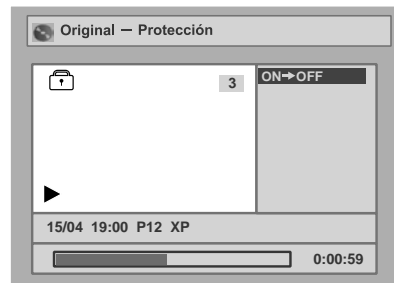 Original — Protección
3
ON→OFF
15/04 19:00 P12 XP
0:00:59